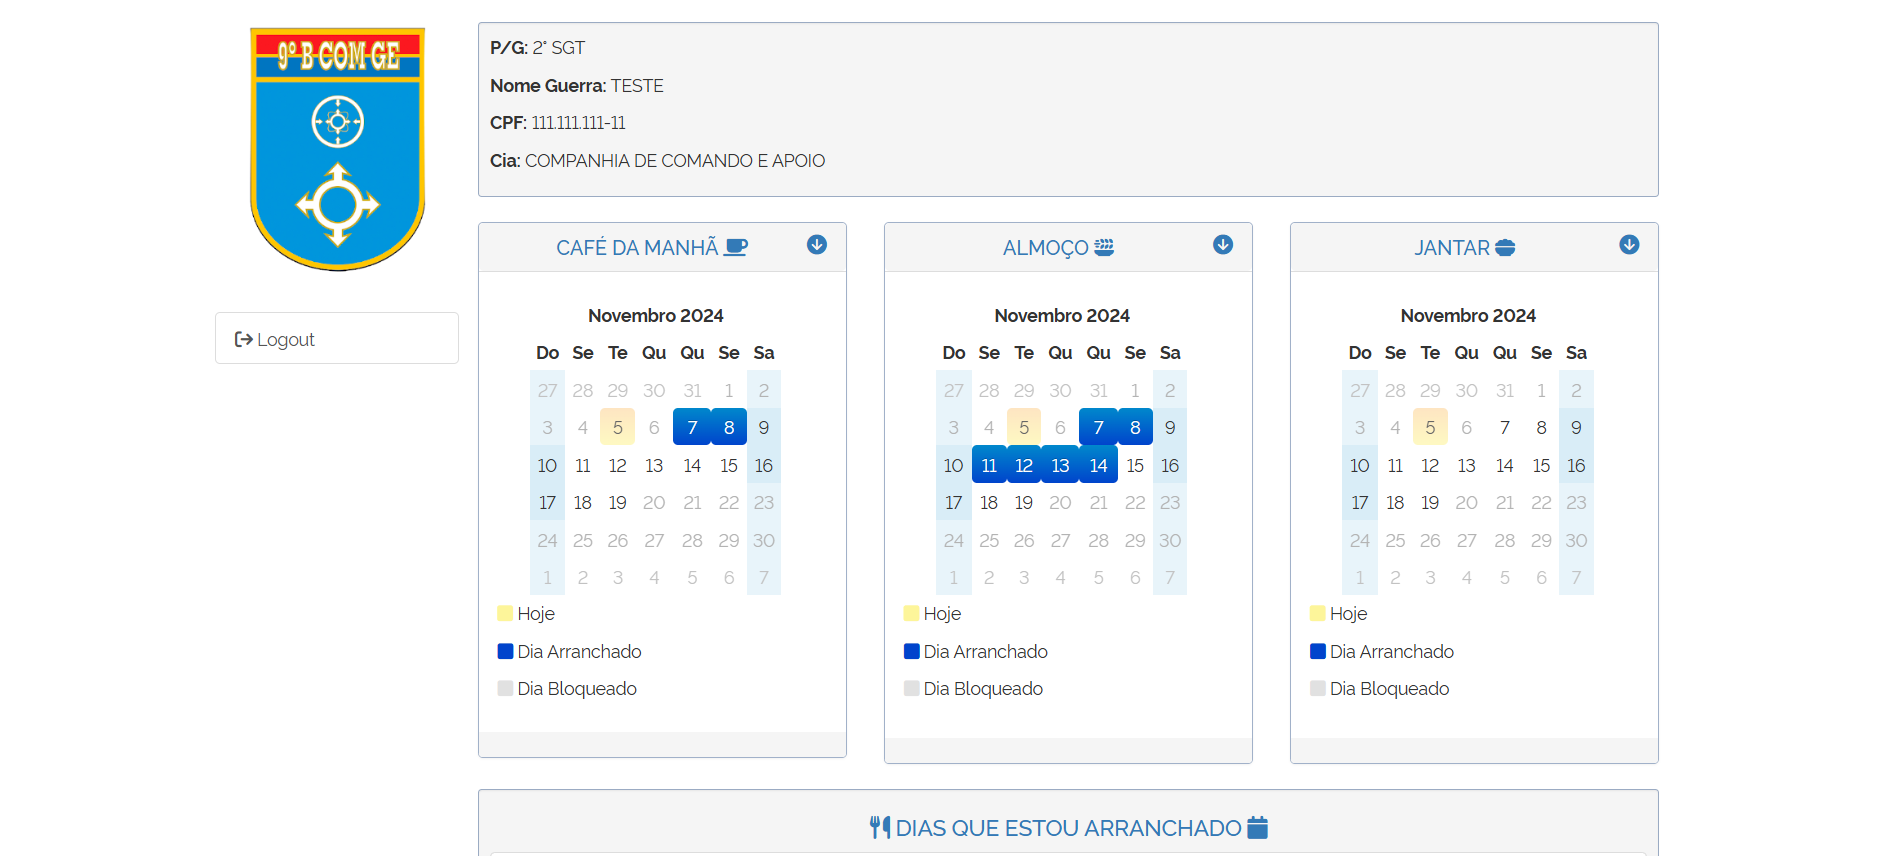 9º B COM GE
Logout
P/G: 2° SGT
Nome Guerra: TESTE
CPF: 111.111.111-11
Cia: COMPANHIA DE COMANDO E APOIO
CAFÉ DA MANHÃ
Novembro 2024
Do Se Te Qu Qu Se Sa
27 28 29 30 31 1 2
3 4 5 6 7 8 9
10 11 12 13 14 15 16
17 18 19 20 21 22 23
24 25 26 27 28 29 30
1 2 3 4 5 6 7
Hoje
Dia Arranchado
Dia Bloqueado
ALMOÇO
Novembro 2024
Do Se Te Qu Qu Se Sa
27 28 29 30 31 1 2
3 4 5 6 7 8 9
10 11 12 13 14 15 16
17 18 19 20 21 22 23
24 25 26 27 28 29 30
1 2 3 4 5 6 7
Hoje
Dia Arranchado
Dia Bloqueado
JANTAR
Novembro 2024
Do Se Te Qu Qu Se Sa
27 28 29 30 31 1 2
3 4 5 6 7 8 9
10 11 12 13 14 15 16
17 18 19 20 21 22 23
24 25 26 27 28 29 30
1 2 3 4 5 6 7
Hoje
Dia Arranchado
Dia Bloqueado
DIAS QUE ESTOU ARRANCHADO